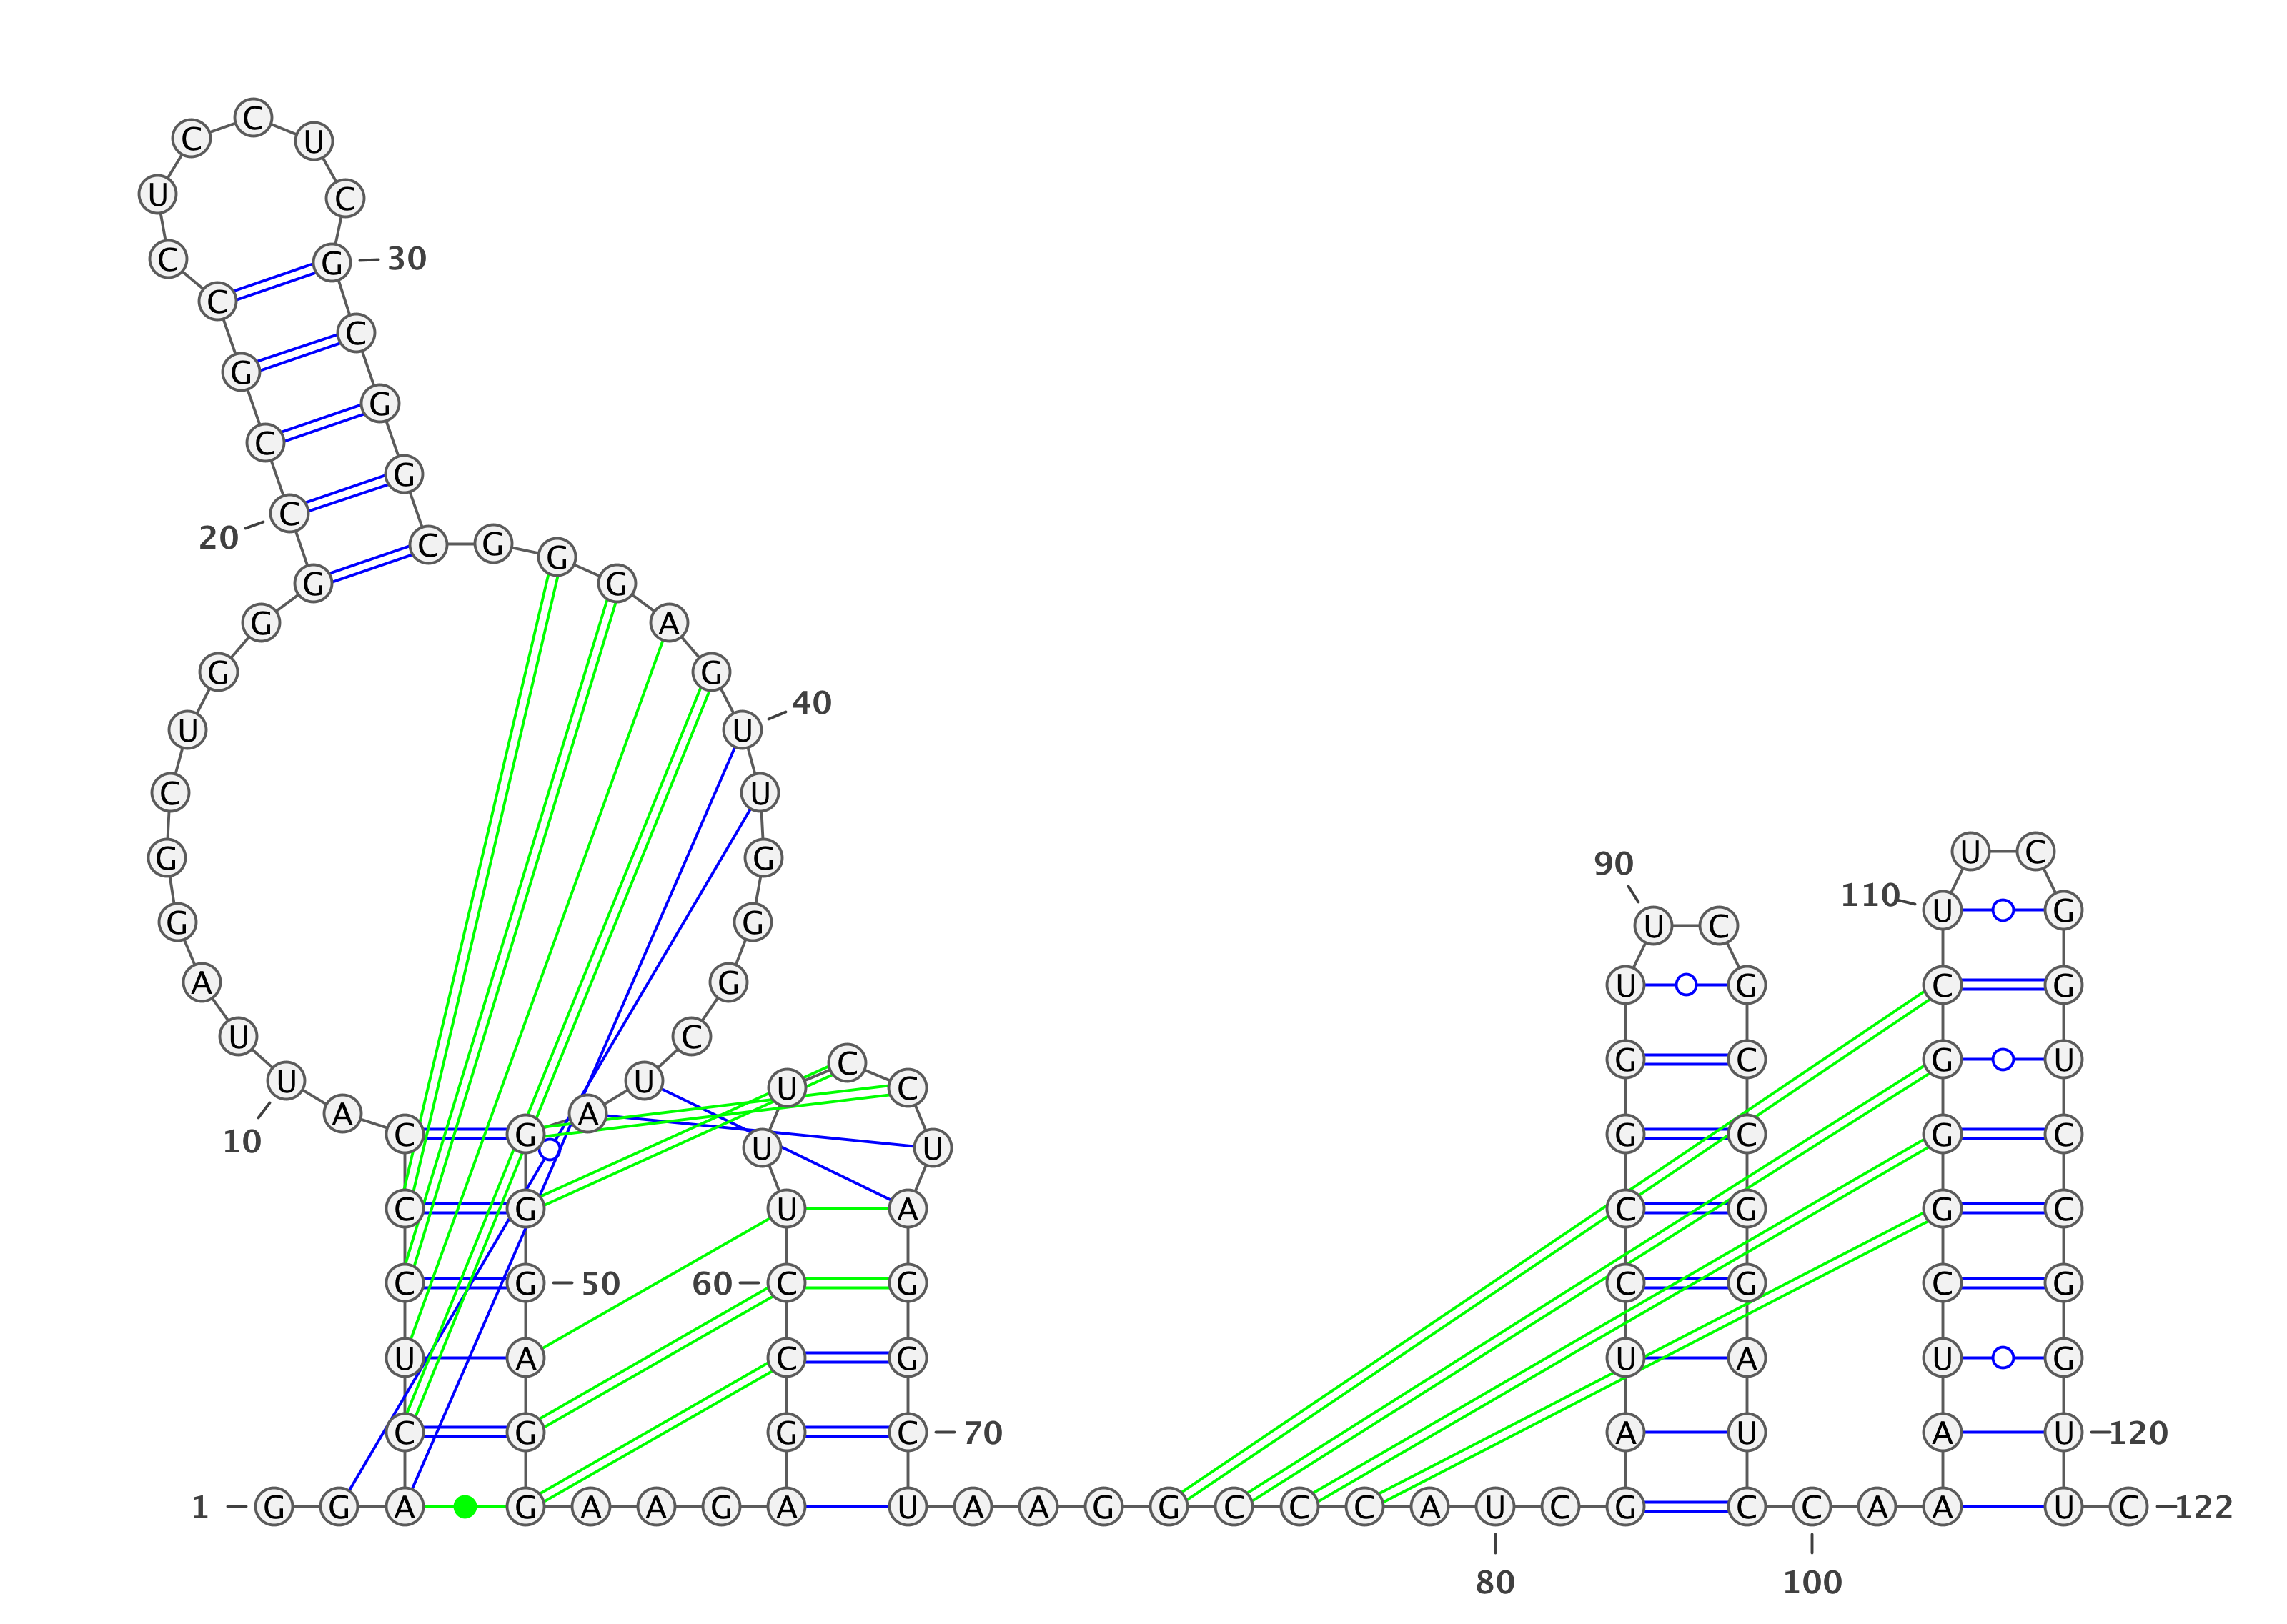 C
C U
U C
C G 30
C C
G G
C G
C G
20
C G G
G G
G A
G G
40
U U
C U
U C
G G 90
110 U G
G G U C
A G U G C G
U C
C G C G U
U U U C
A A
C G G C G C
10 U U
C G U A C G G C
C G 50 60 C G C G C G
U A C G U A U G
C G G C 70 A U A U 120
1 G G A G A A G A U A A G G C C C A U C G C C A A U C 122
80 100